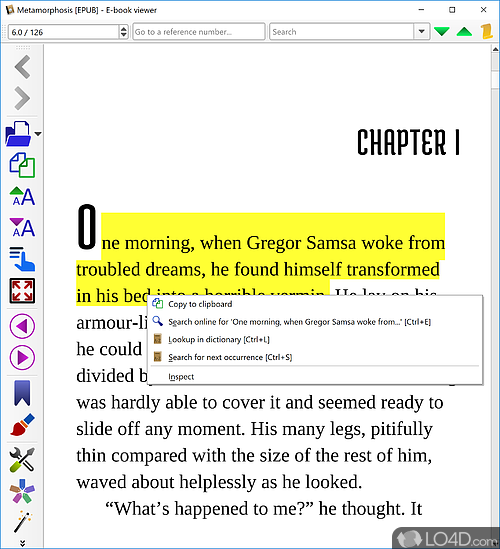 Metamorphosis [EPUB] - E-book viewer
6.0 / 126
Go to a reference number...
Search
CHAPTER I
One morning, when Gregor Samsa woke from
troubled dreams, he found himself transformed
in his bed into a horrible vermin. He lay on his
armour-li
he could
divided b
Copy to clipboard
Search online for 'One morning, when Gregor Samsa woke from...' [Ctrl+E]
Lookup in dictionary [Ctrl+L]
Search for next occurrence [Ctrl+S]
Inspect
was hardly able to cover it and seemed ready to
slide off any moment. His many legs, pitifully
thin compared with the size of the rest of him,
waved about helplessly as he looked.
“What’s happened to me?” he thought. It
LO4D.com